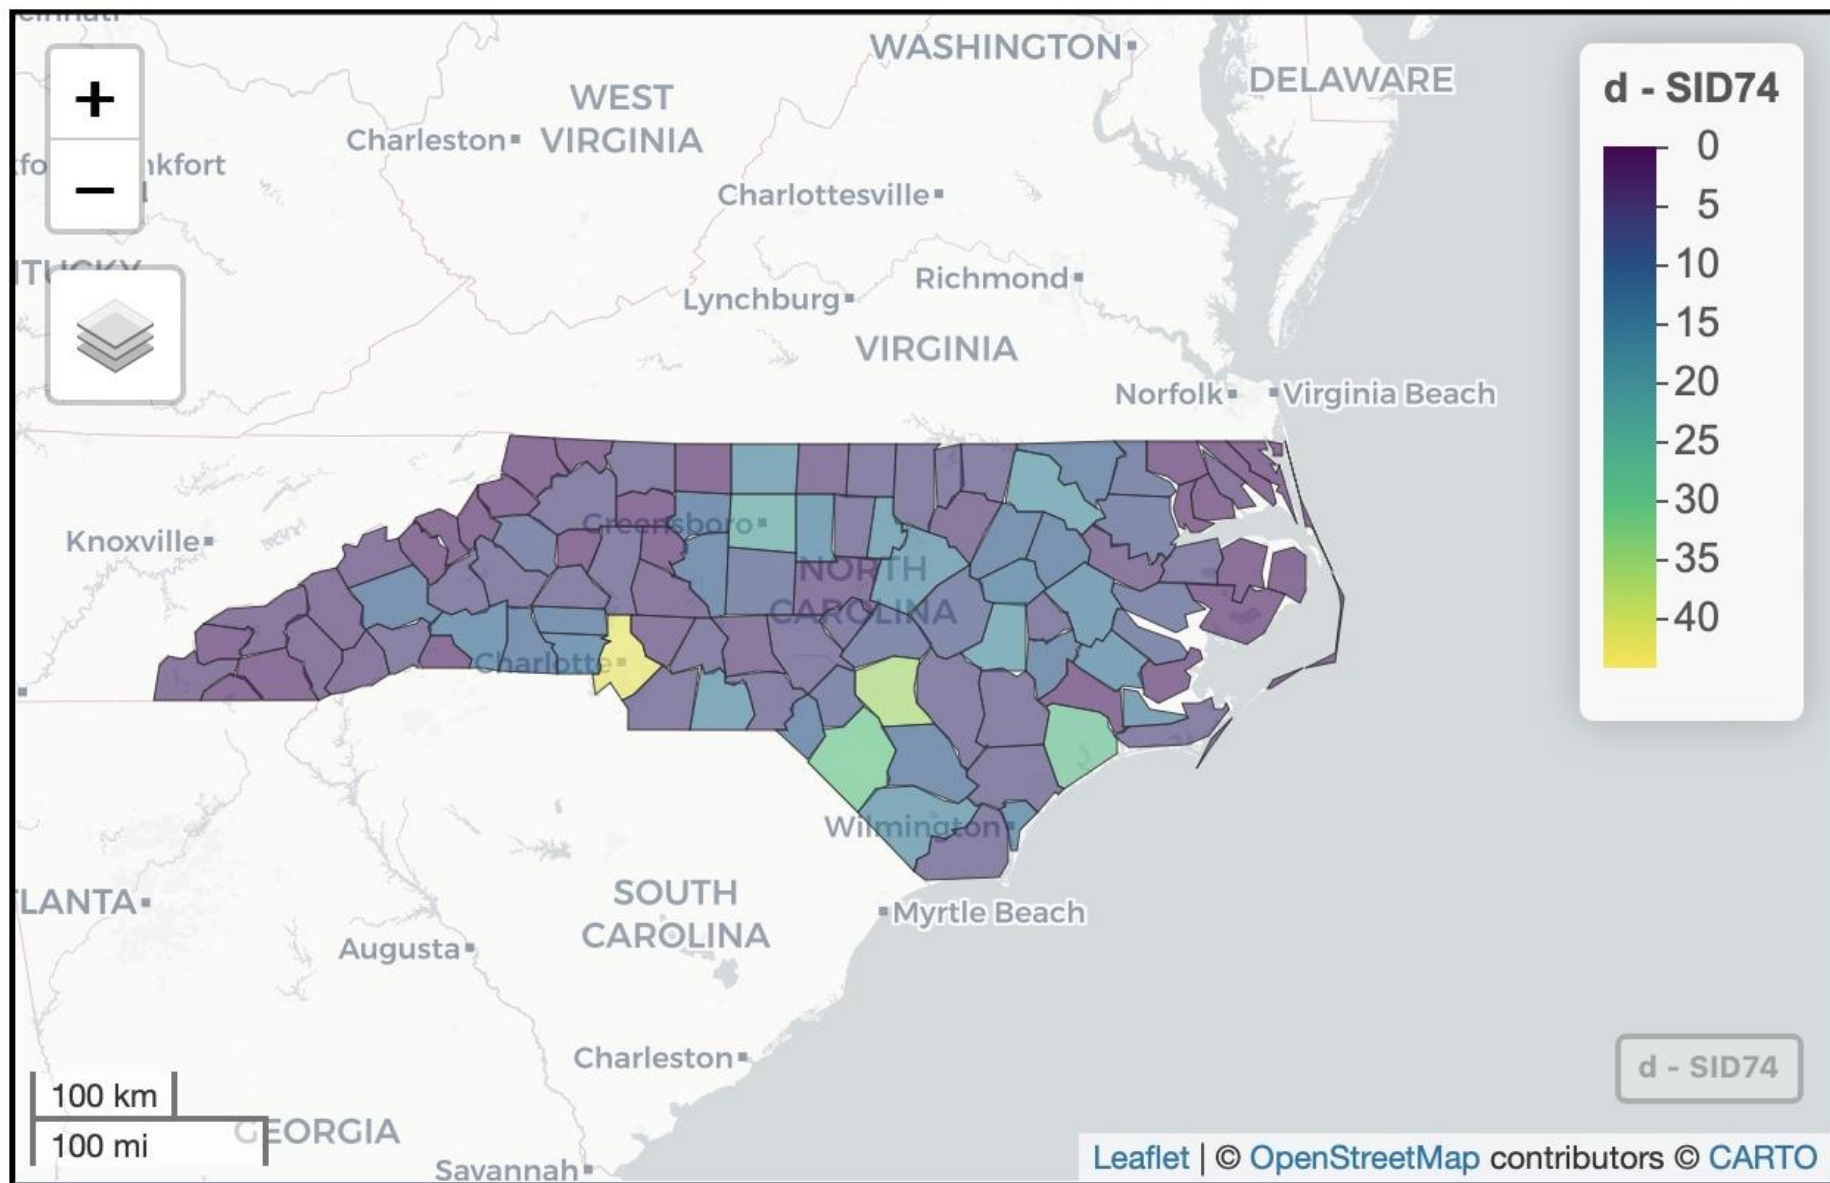 WASHINGTON
DELAWARE
WEST
VIRGINIA
Charleston
nkfort
Charlottesville
Richmond
Lynchburg
VIRGINIA
Norfolk
Virginia Beach
Knoxville
Greensboro
NORTH
CAROLINA
Charlotte
Wilmington
SOUTH
CAROLINA
Myrtle Beach
LANTA
Augusta
Charleston
GEORGIA
Savannah
+
−
d - SID74
0
5
10
15
20
25
30
35
40
d - SID74
100 km
100 mi
Leaflet | © OpenStreetMap contributors © CARTO